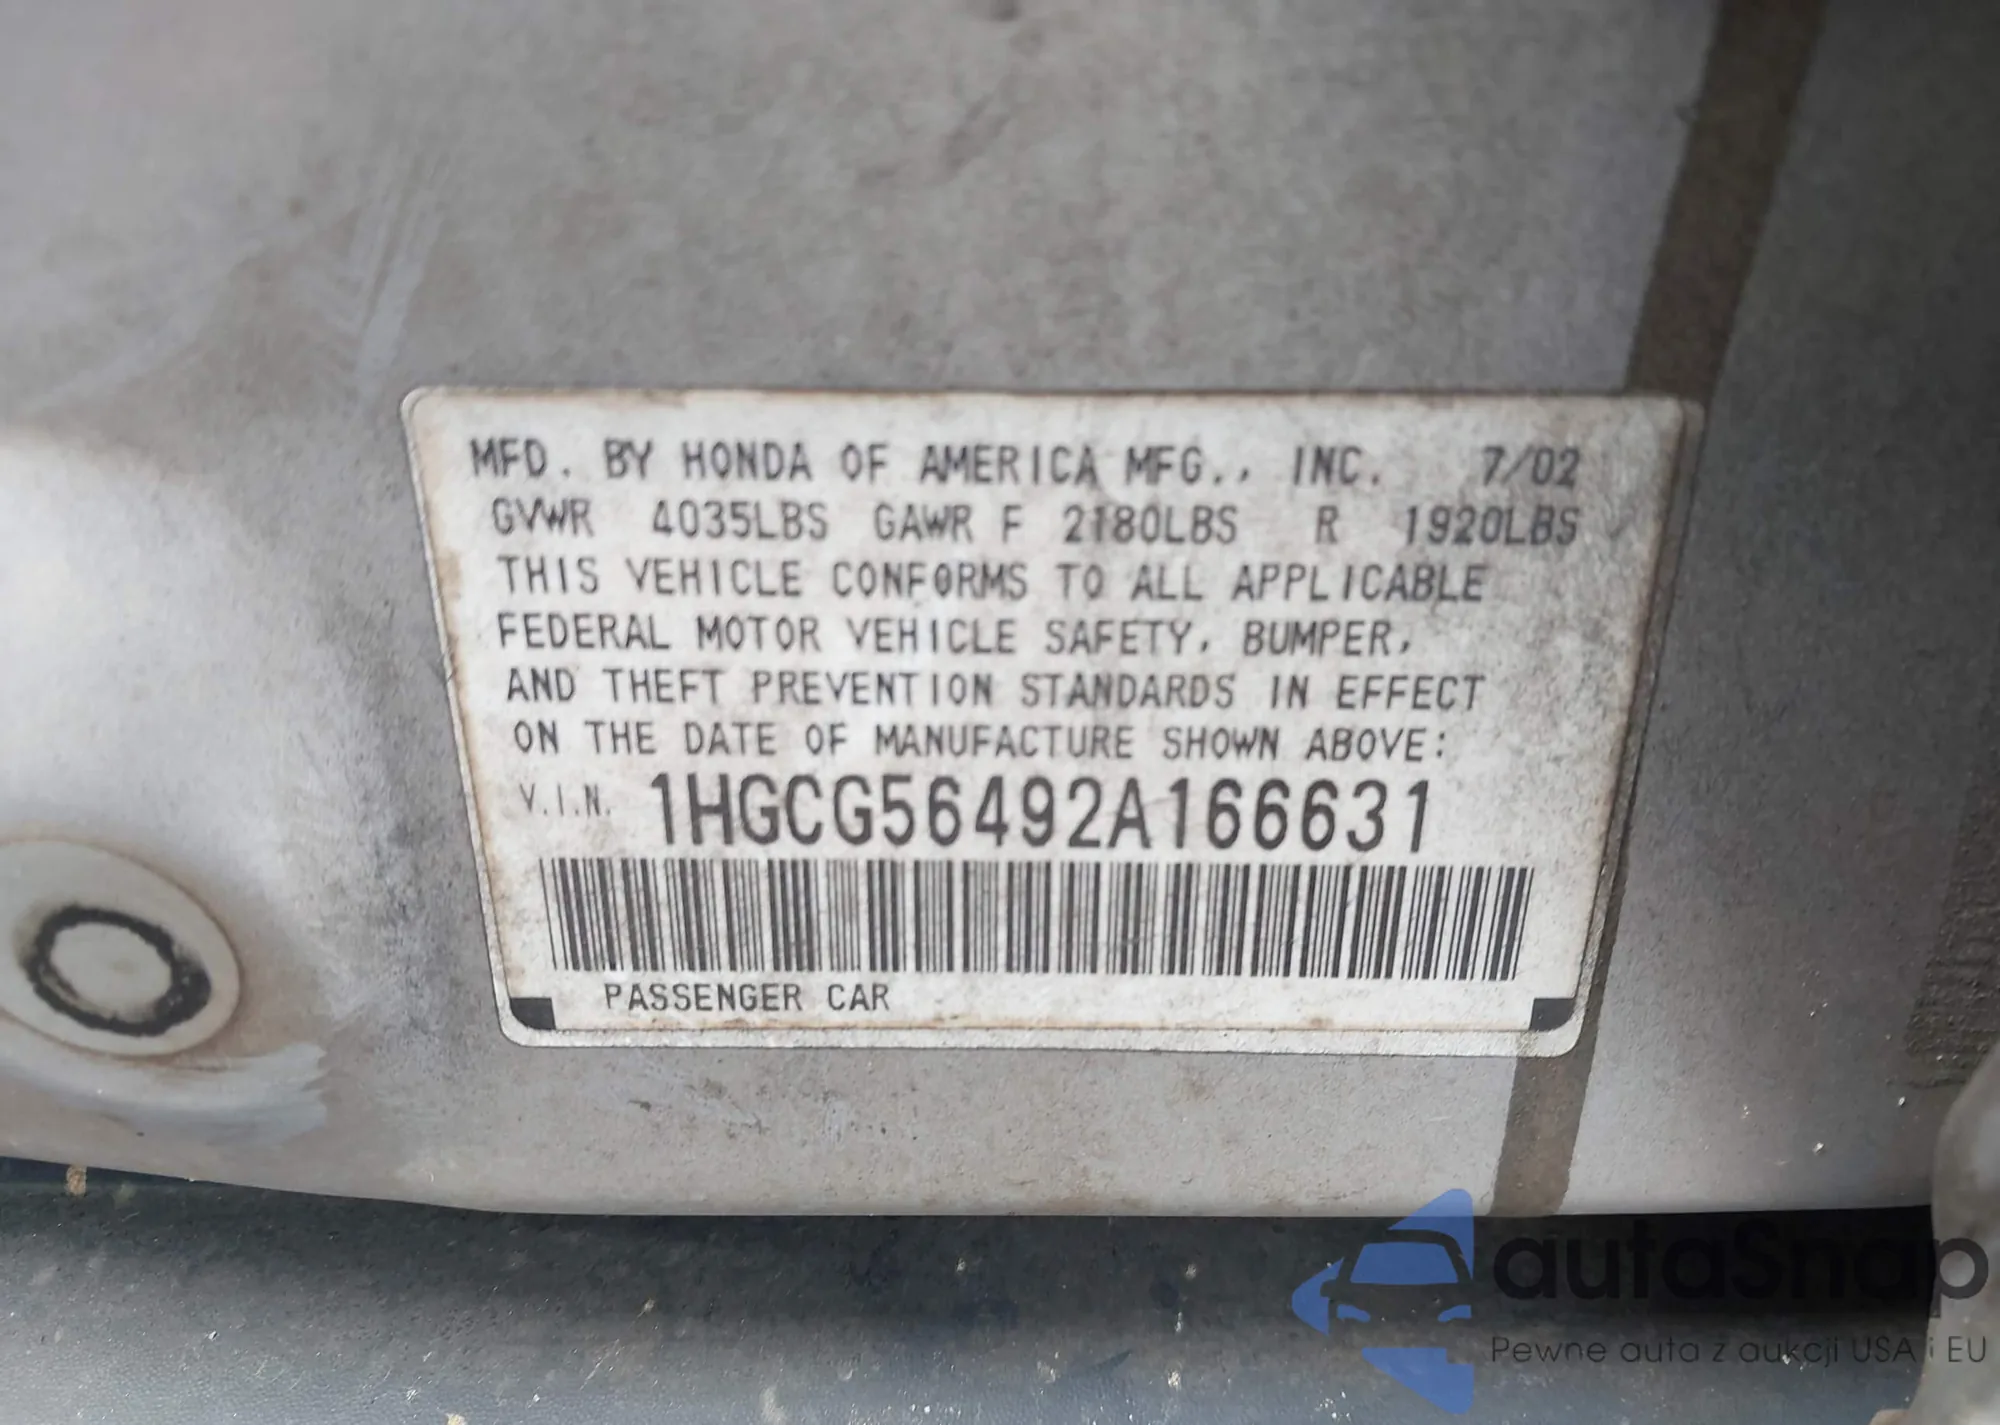 MFD. BY HONDA OF AMERICA MFG., INC. 7/02
GVWR 4035LBS GAWR F 2180LBS R 1920LBS
THIS VEHICLE CONFORMS TO ALL APPLICABLE
FEDERAL MOTOR VEHICLE SAFETY, BUMPER,
AND THEFT PREVENTION STANDARDS IN EFFECT
ON THE DATE OF MANUFACTURE SHOWN ABOVE:
V.I.N. 1HGCG56492A166631
PASSENGER CAR
autaSnap
Pewne auta z aukcji USA i EU